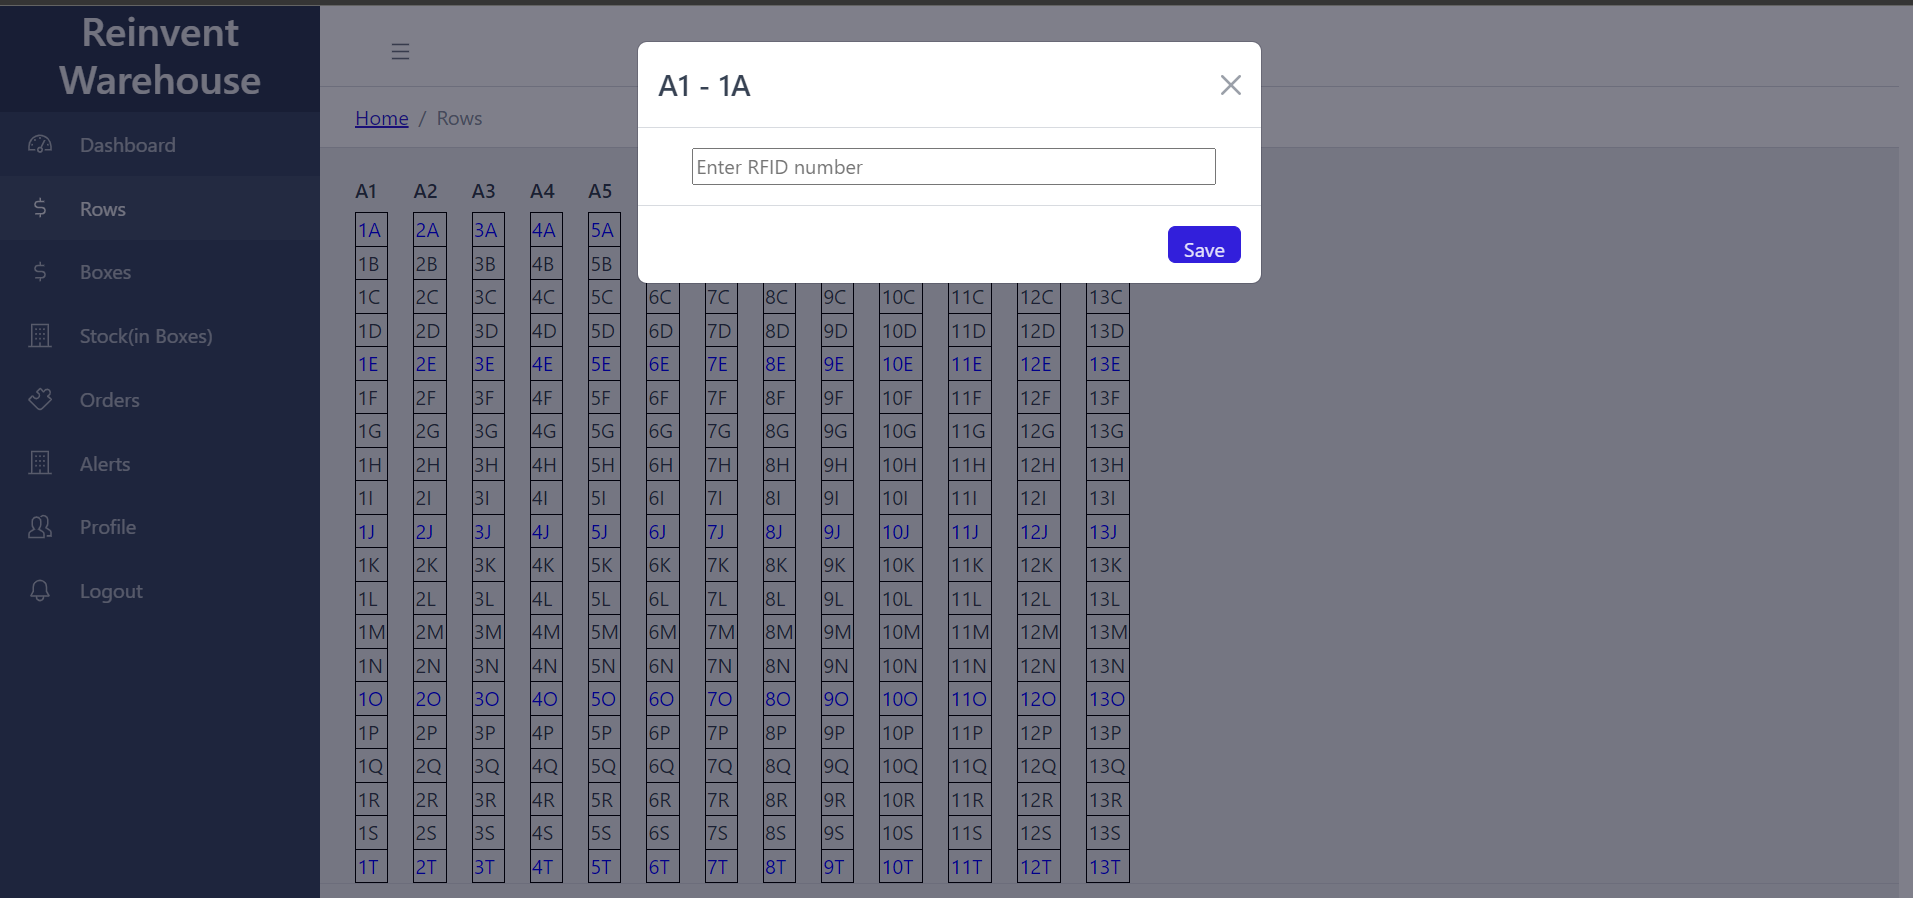 Reinvent
Warehouse
Dashboard
Rows
Boxes
Stock(in Boxes)
Orders
Alerts
Profile
Logout
Home / Rows
A1 - 1A
Enter RFID number
Save
A1 A2 A3 A4 A5
1A 2A 3A 4A 5A
1B 2B 3B 4B 5B
1C 2C 3C 4C 5C 6C 7C 8C 9C 10C 11C 12C 13C
1D 2D 3D 4D 5D 6D 7D 8D 9D 10D 11D 12D 13D
1E 2E 3E 4E 5E 6E 7E 8E 9E 10E 11E 12E 13E
1F 2F 3F 4F 5F 6F 7F 8F 9F 10F 11F 12F 13F
1G 2G 3G 4G 5G 6G 7G 8G 9G 10G 11G 12G 13G
1H 2H 3H 4H 5H 6H 7H 8H 9H 10H 11H 12H 13H
1I 2I 3I 4I 5I 6I 7I 8I 9I 10I 11I 12I 13I
1J 2J 3J 4J 5J 6J 7J 8J 9J 10J 11J 12J 13J
1K 2K 3K 4K 5K 6K 7K 8K 9K 10K 11K 12K 13K
1L 2L 3L 4L 5L 6L 7L 8L 9L 10L 11L 12L 13L
1M 2M 3M 4M 5M 6M 7M 8M 9M 10M 11M 12M 13M
1N 2N 3N 4N 5N 6N 7N 8N 9N 10N 11N 12N 13N
1O 2O 3O 4O 5O 6O 7O 8O 9O 10O 11O 12O 13O
1P 2P 3P 4P 5P 6P 7P 8P 9P 10P 11P 12P 13P
1Q 2Q 3Q 4Q 5Q 6Q 7Q 8Q 9Q 10Q 11Q 12Q 13Q
1R 2R 3R 4R 5R 6R 7R 8R 9R 10R 11R 12R 13R
1S 2S 3S 4S 5S 6S 7S 8S 9S 10S 11S 12S 13S
1T 2T 3T 4T 5T 6T 7T 8T 9T 10T 11T 12T 13T